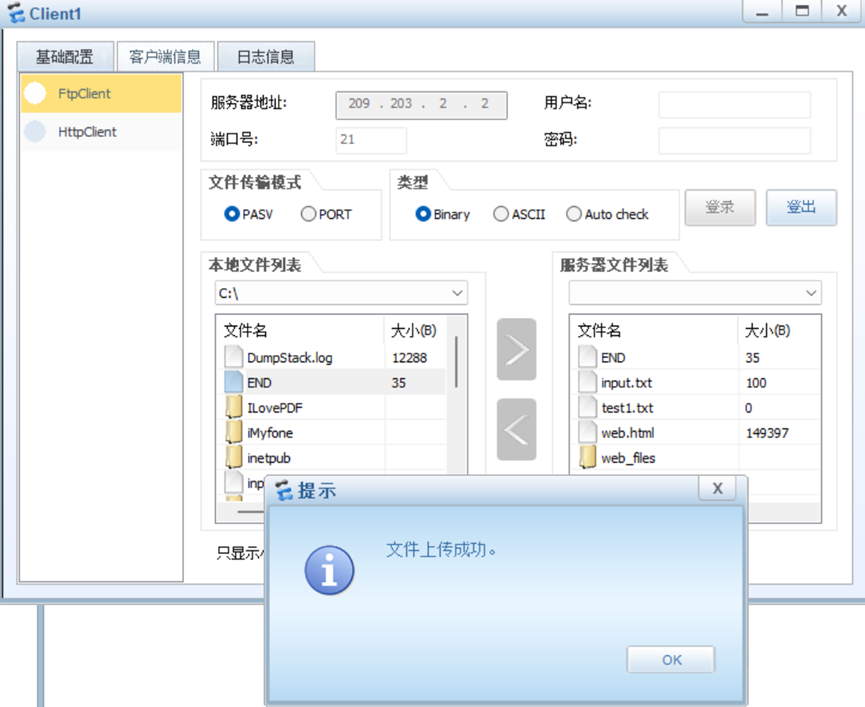 Client1
X
基础配置 客户端信息 日志信息
FtpClient
HttpClient
服务器地址: 209 . 203 . 2 . 2 用户名:
端口号: 21 密码:
文件传输模式 类型
PASV PORT Binary ASCII Auto check 登录 登出
本地文件列表 服务器文件列表
C:\
文件名 大小(B) 文件名 大小(B)
DumpStack.log 12288 END 35
END 35 input.txt 100
ILovePDF test1.txt 0
iMyfone web.html 149397
inetpub web_files
inp
提示 X
只显示
文件上传成功。
OK